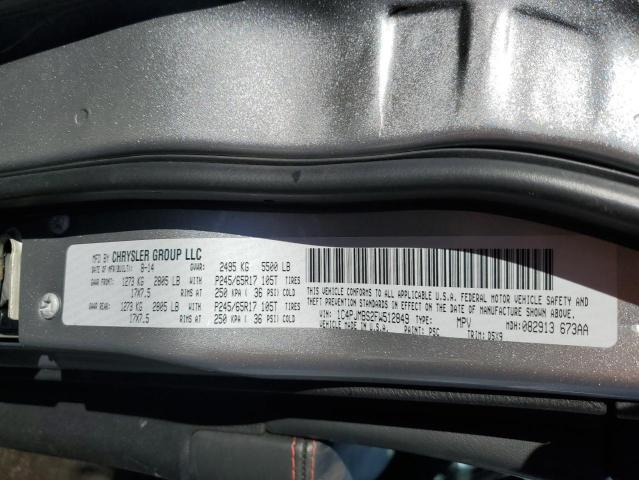 MFD BY CHRYSLER GROUP LLC
DATE OF MFR (BUILT): 8-14 GVWR: 2495 KG 5500 LB
GAWR FRONT: 1273 KG 2805 LB WITH P245/65R17 105T TIRES
17X7.5 RIMS AT 250 KPA ( 36 PSI) COLD
GAWR REAR: 1273 KG 2805 LB WITH P245/65R17 105T TIRES
17X7.5 RIMS AT 250 KPA ( 36 PSI) COLD
THIS VEHICLE CONFORMS TO ALL APPLICABLE U.S.A. FEDERAL MOTOR VEHICLE SAFETY AND
THEFT PREVENTION STANDARDS IN EFFECT ON THE DATE OF MANUFACTURE SHOWN ABOVE.
VIN: 1C4PJMBS2FW512849 TYPE: MPV MDH: 082913 673AA
VEHICLE MADE IN U.S.A. PAINT: PSC TRIM: DSX9